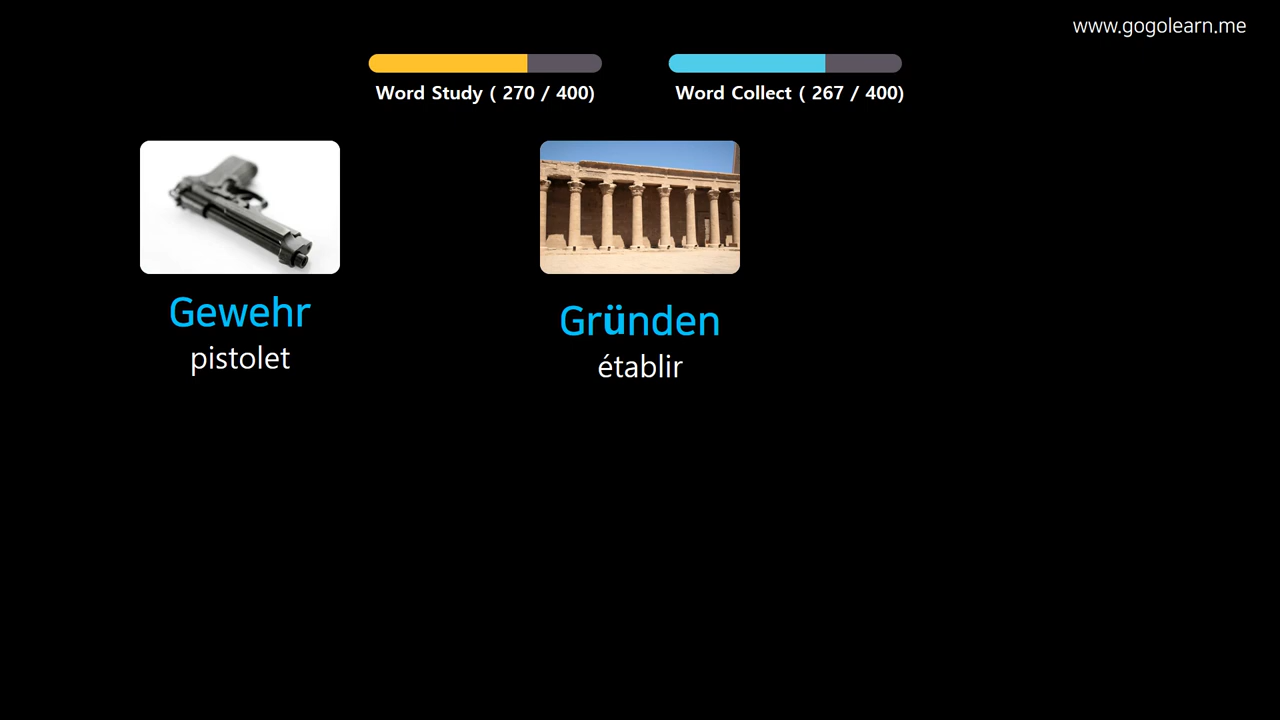 www.gogolearn.me
Word Study ( 270 / 400)
Word Collect ( 267 / 400)
Gewehr
pistolet
Gründen
établir